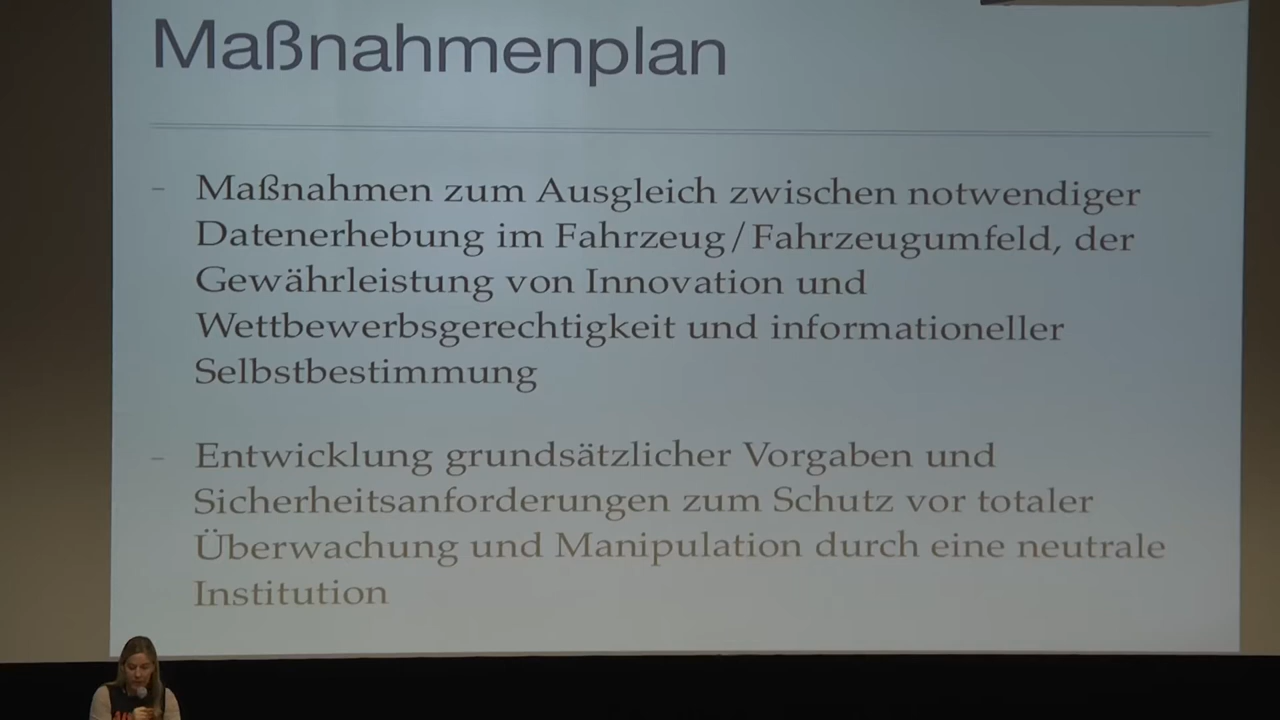 Maßnahmenplan
- Maßnahmen zum Ausgleich zwischen notwendiger
Datenerhebung im Fahrzeug/Fahrzeugumfeld, der
Gewährleistung von Innovation und
Wettbewerbsgerechtigkeit und informationeller
Selbstbestimmung
- Entwicklung grundsätzlicher Vorgaben und
Sicherheitsanforderungen zum Schutz vor totaler
Überwachung und Manipulation durch eine neutrale
Institution